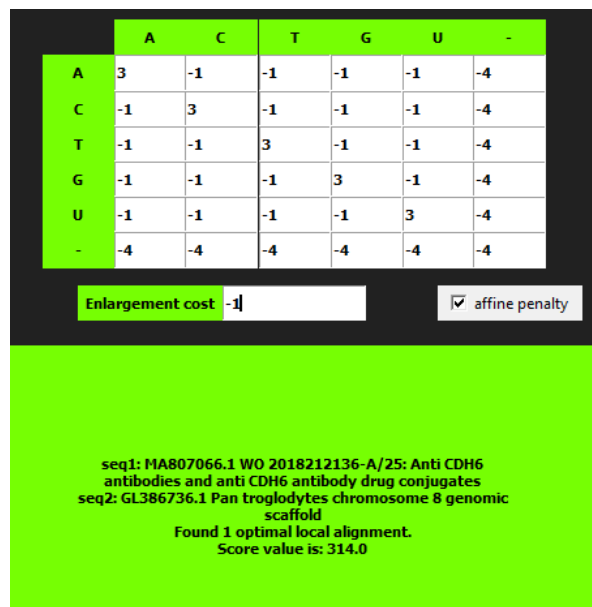 A C T G U -
A 3 -1 -1 -1 -1 -4
C -1 3 -1 -1 -1 -4
T -1 -1 3 -1 -1 -4
G -1 -1 -1 3 -1 -4
U -1 -1 -1 -1 3 -4
- -4 -4 -4 -4 -4 -4
Enlargement cost -1 affine penalty
seq1: MA807066.1 WO 2018212136-A/25: Anti CDH6
antibodies and anti CDH6 antibody drug conjugates
seq2: GL386736.1 Pan troglodytes chromosome 8 genomic
scaffold
Found 1 optimal local alignment.
Score value is: 314.0